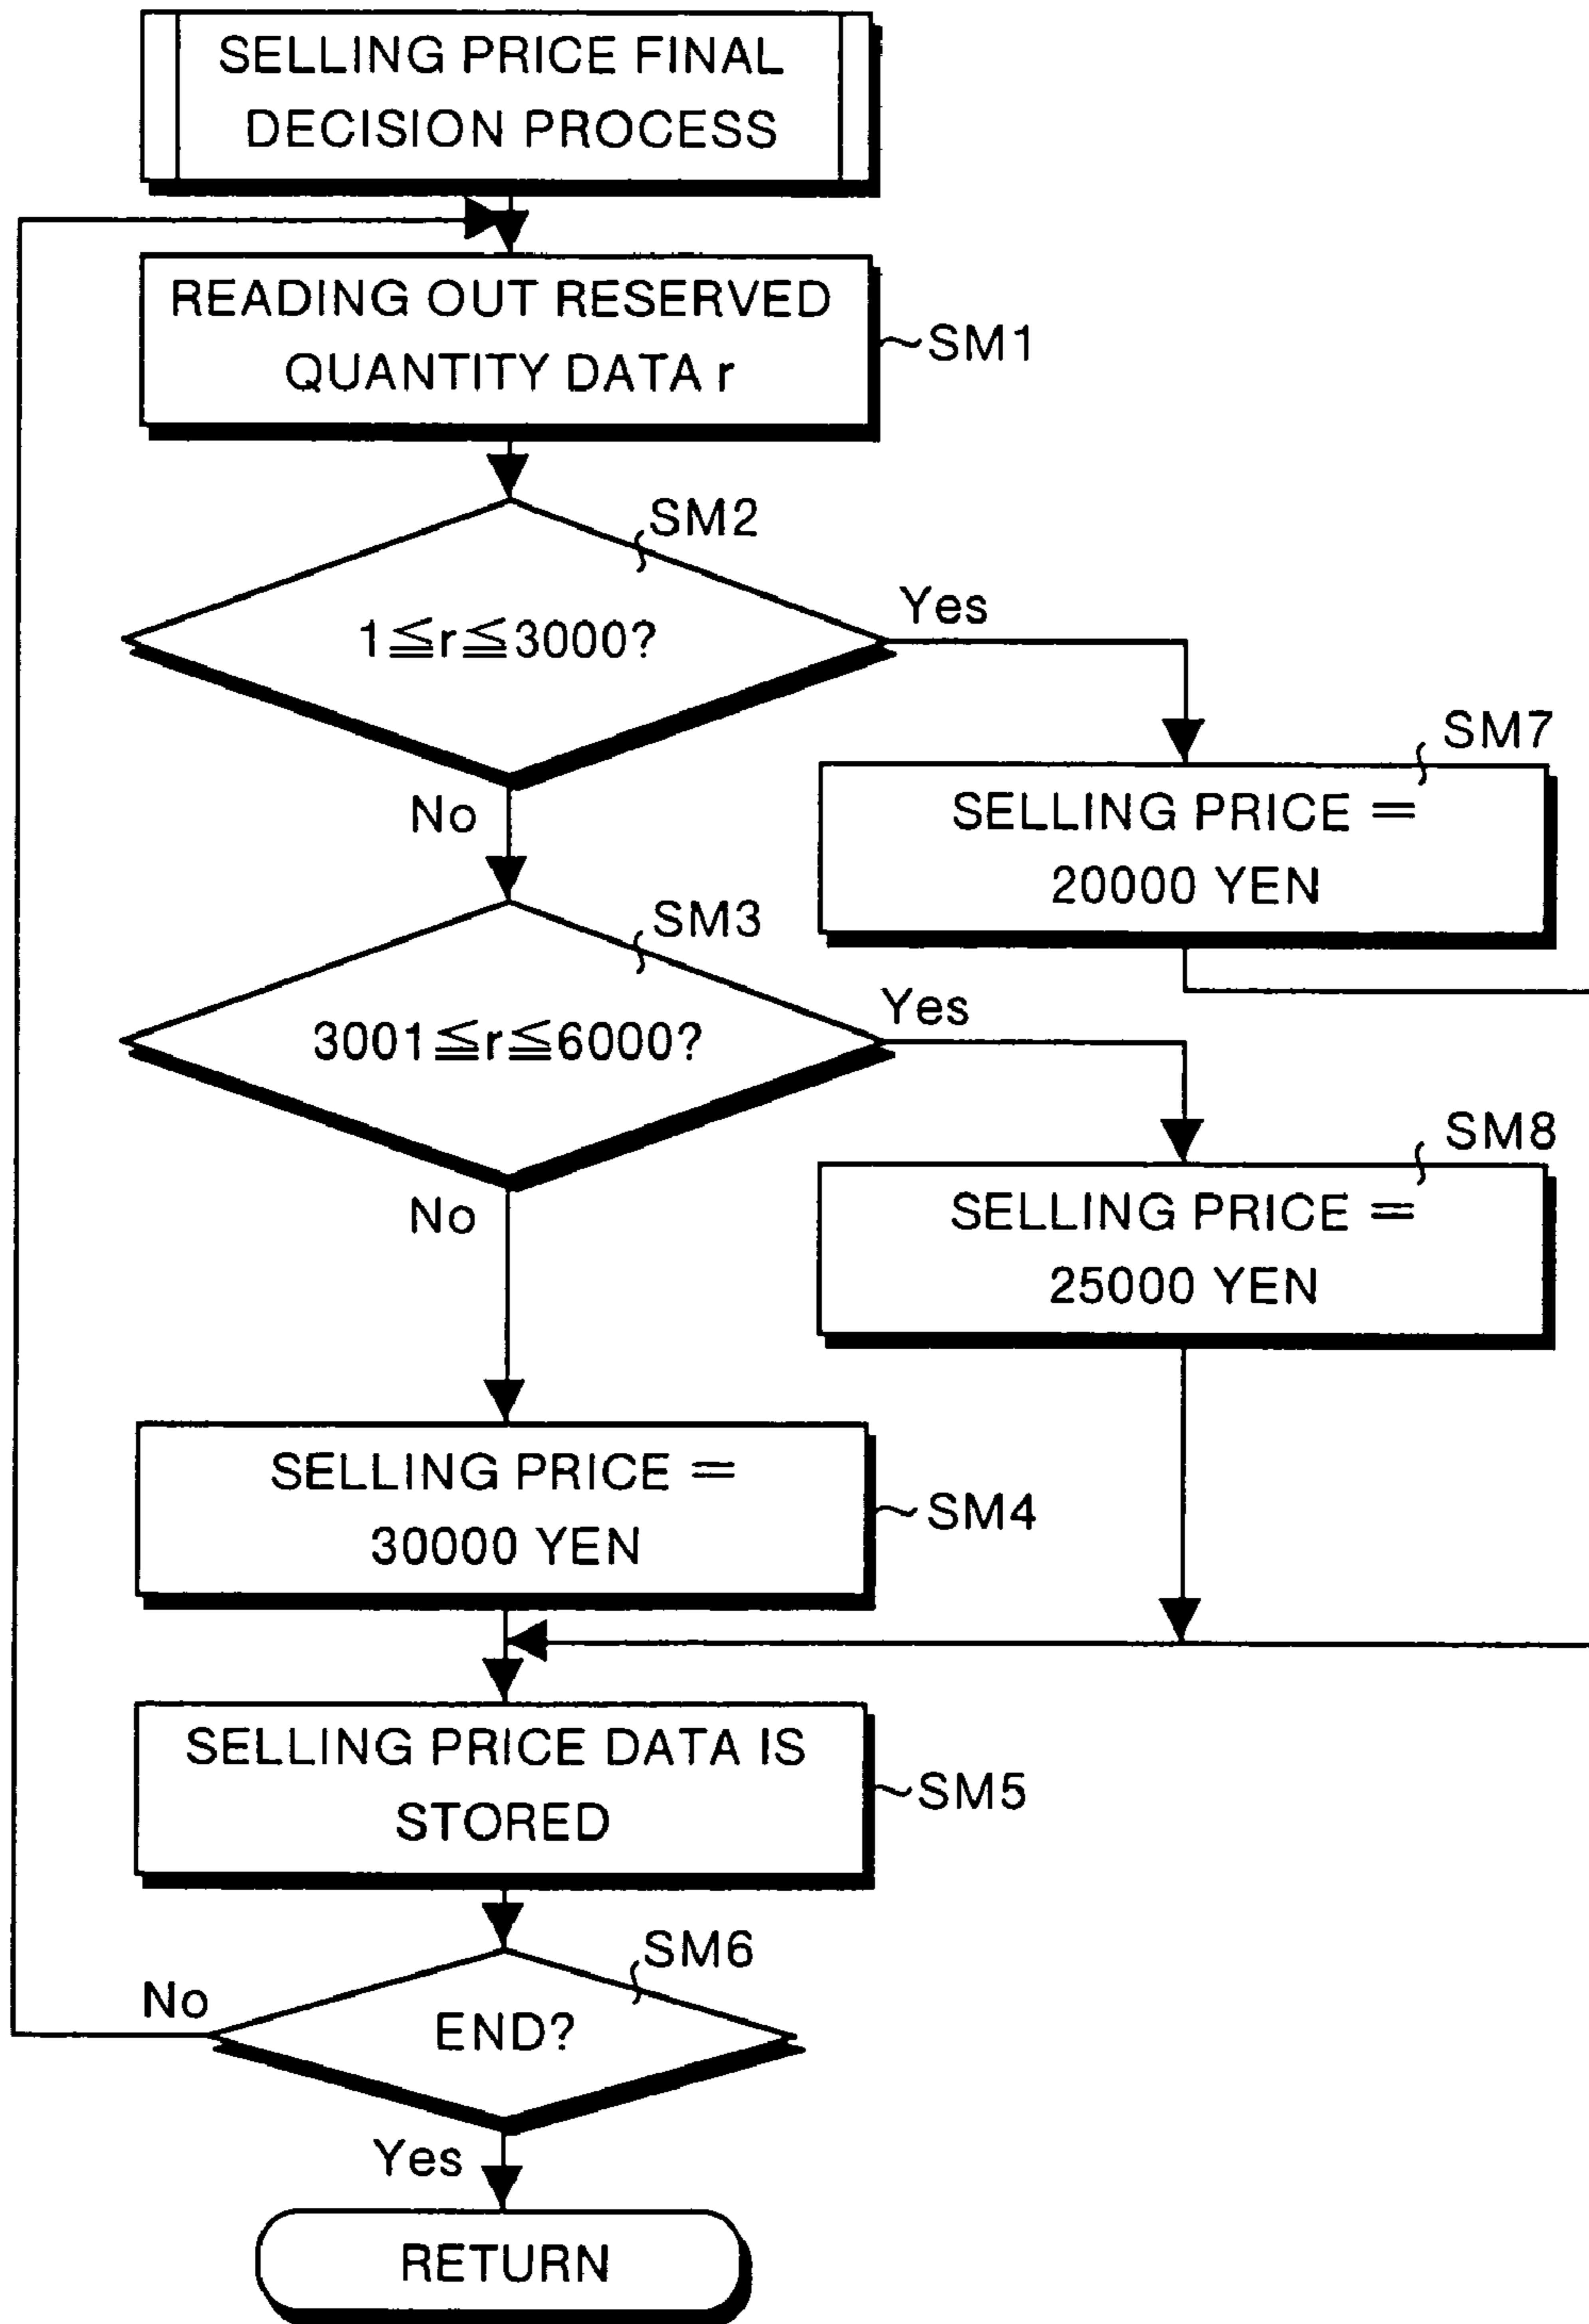 SELLING PRICE FINAL
DECISION PROCESS
READING OUT RESERVED
QUANTITY DATA r
SM1
SM2
1≦r≦3000?
Yes
No
SM7
SELLING PRICE =
20000 YEN
SM3
3001≦r≦6000?
Yes
No
SM8
SELLING PRICE =
25000 YEN
SELLING PRICE =
30000 YEN
SM4
SELLING PRICE DATA IS
STORED
SM5
SM6
END?
No
Yes
RETURN